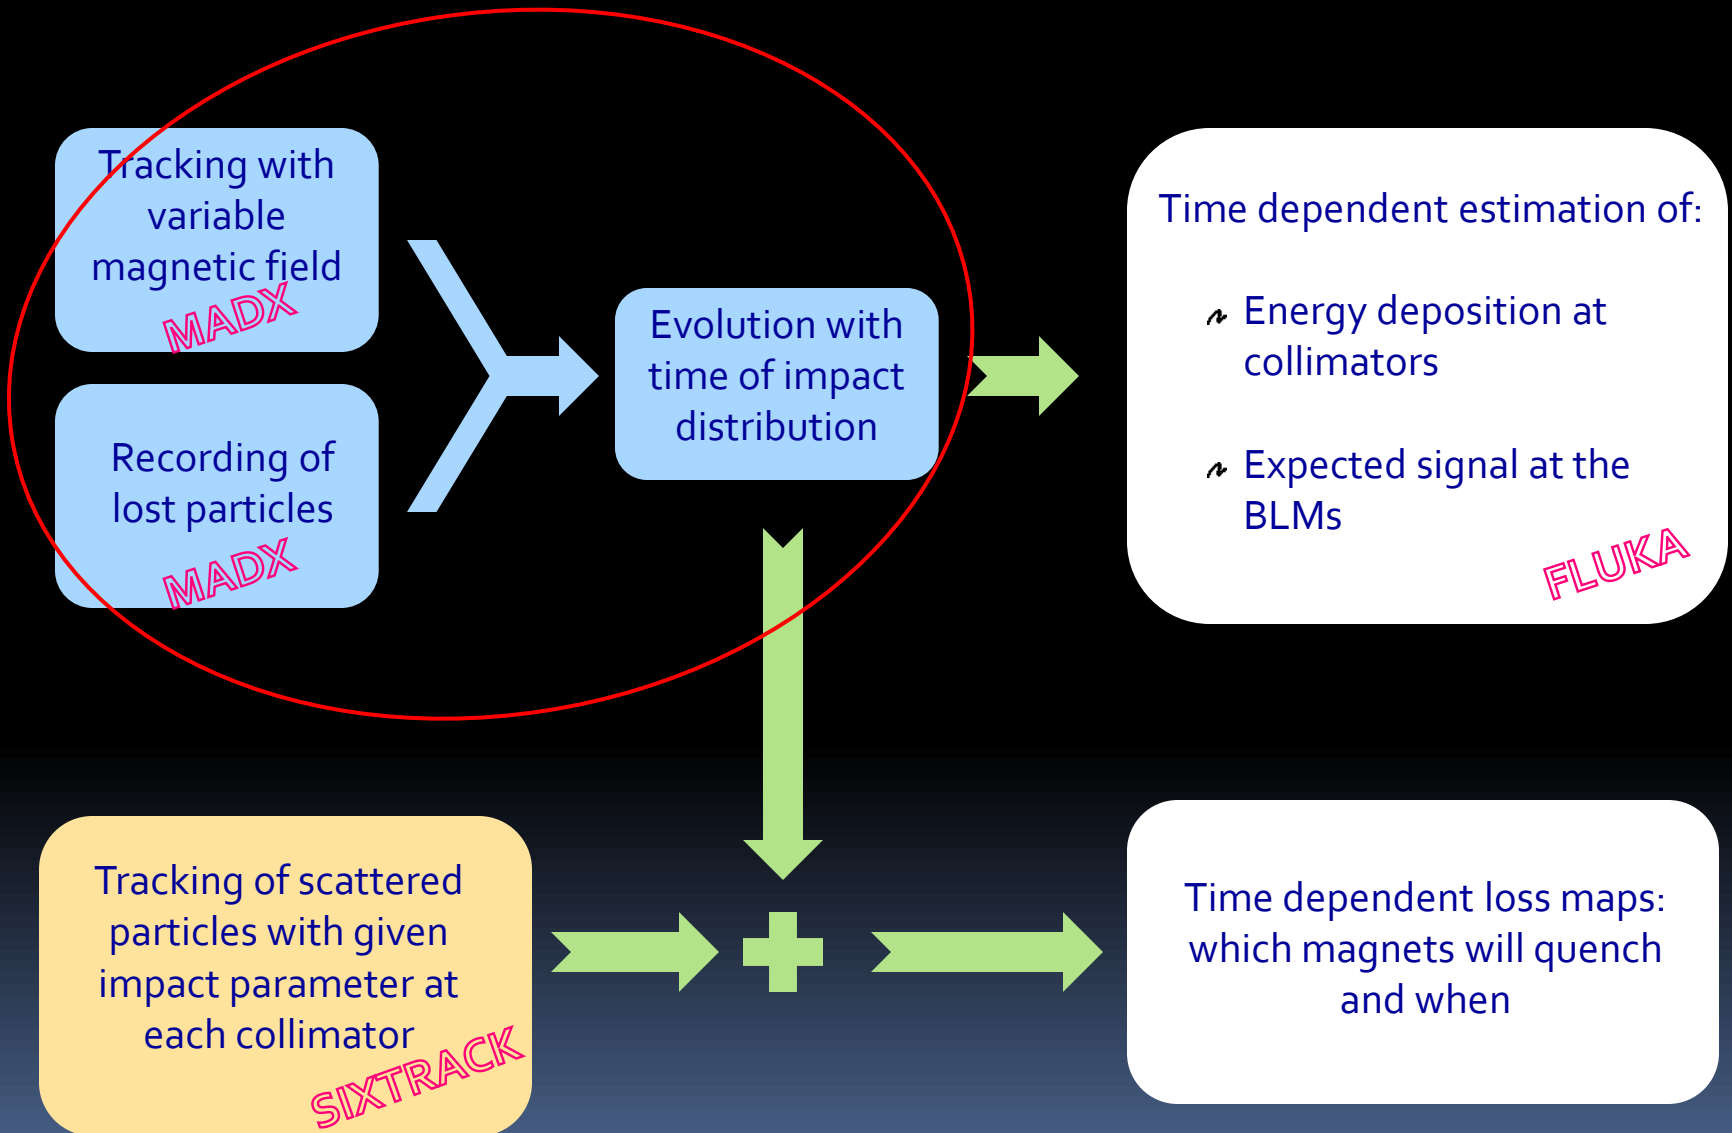 Tracking with
variable
magnetic field
MADX
Recording of
lost particles
MADX
Evolution with
time of impact
distribution
Time dependent estimation of:
Energy deposition at
collimators
Expected signal at the
BLMs
FLUKA
Tracking of scattered
particles with given
impact parameter at
each collimator
SIXTRACK
Time dependent loss maps:
which magnets will quench
and when